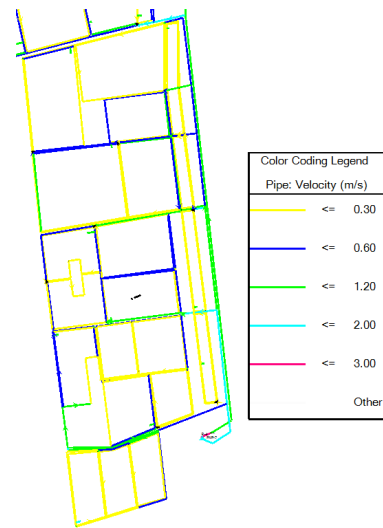 Color Coding Legend
Pipe: Velocity (m/s)
<= 0.30
<= 0.60
<= 1.20
<= 2.00
<= 3.00
Other